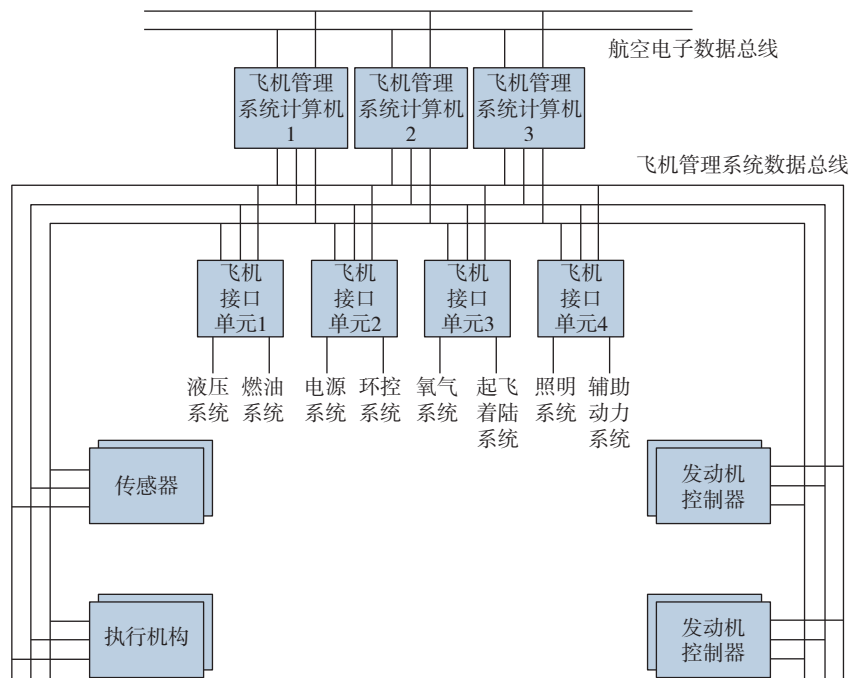 航空电子数据总线
飞机管理
系统计算机
1
飞机管理
系统计算机
2
飞机管理
系统计算机
3
飞机管理系统数据总线
飞机
接口
单元1
飞机
接口
单元2
飞机
接口
单元3
飞机
接口
单元4
液压
系统
燃油
系统
电源
系统
环控
系统
氧气
系统
起飞
着陆
系统
照明
系统
辅助
动力
系统
传感器
发动机
控制器
执行机构
发动机
控制器